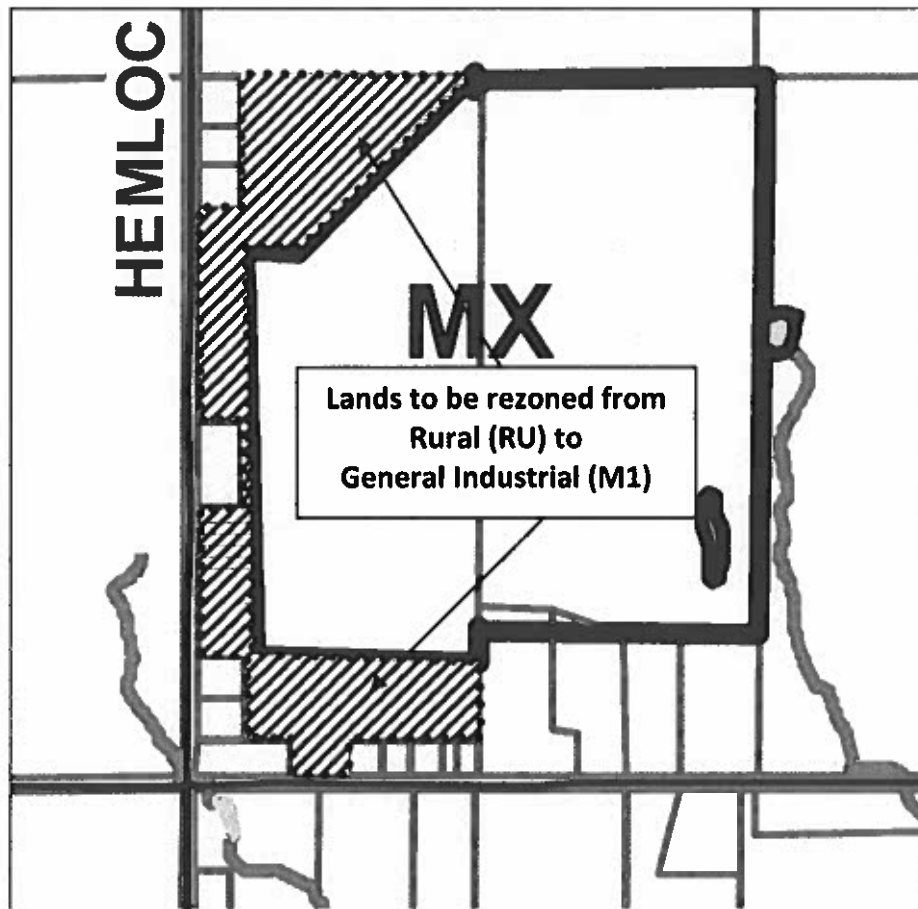 HEMLOC
MX
Lands to be rezoned from
Rural (RU) to
General Industrial (M1)